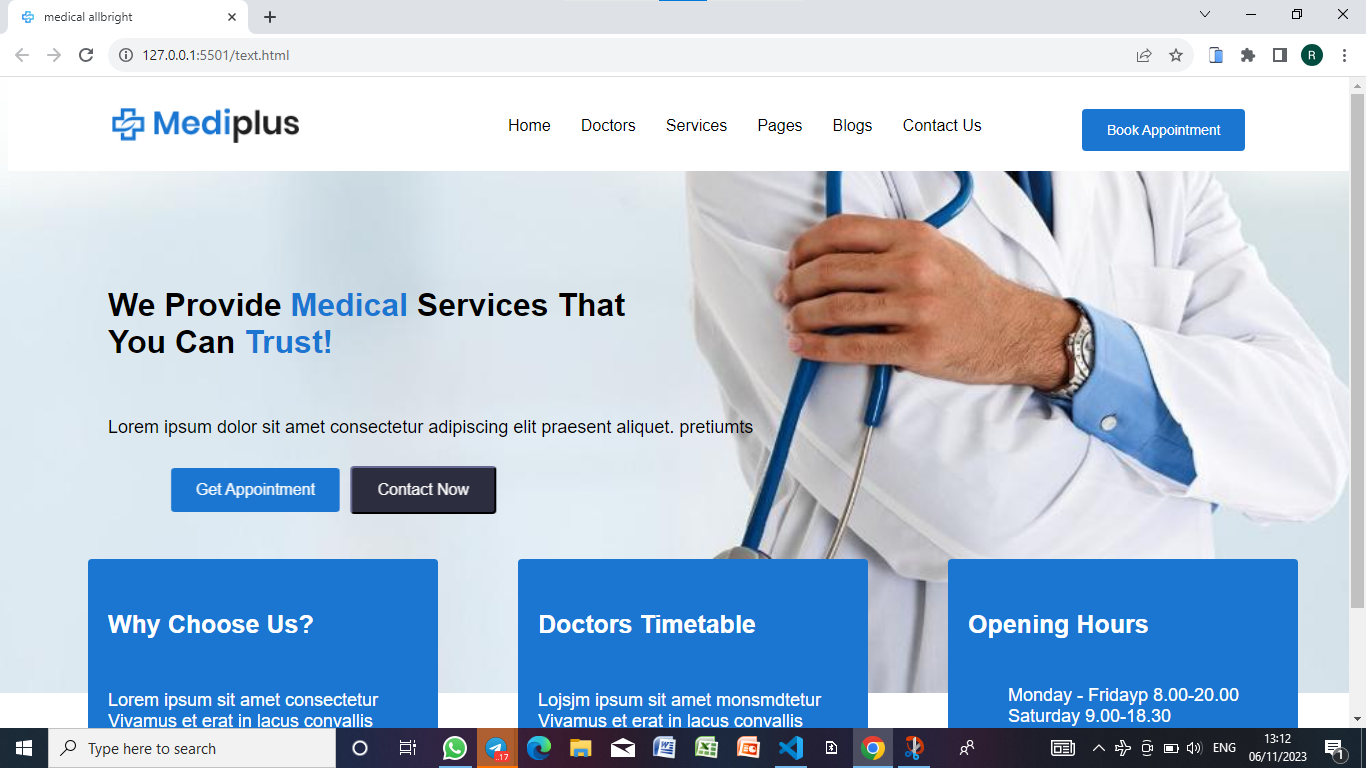 medical allbright
127.0.0.1:5501/text.html
R
Mediplus
Home Doctors Services Pages Blogs Contact Us
Book Appointment
We Provide Medical Services That
You Can Trust!
Lorem ipsum dolor sit amet consectetur adipiscing elit praesent aliquet. pretiumts
Get Appointment
Contact Now
Why Choose Us?
Lorem ipsum sit amet consectetur
Vivamus et erat in lacus convallis
Doctors Timetable
Lojsjm ipsum sit amet monsmdtetur
Vivamus et erat in lacus convallis
Opening Hours
Monday - Fridayp 8.00-20.00
Saturday 9.00-18.30
Type here to search
..17
ENG
13:12
06/11/2023
1